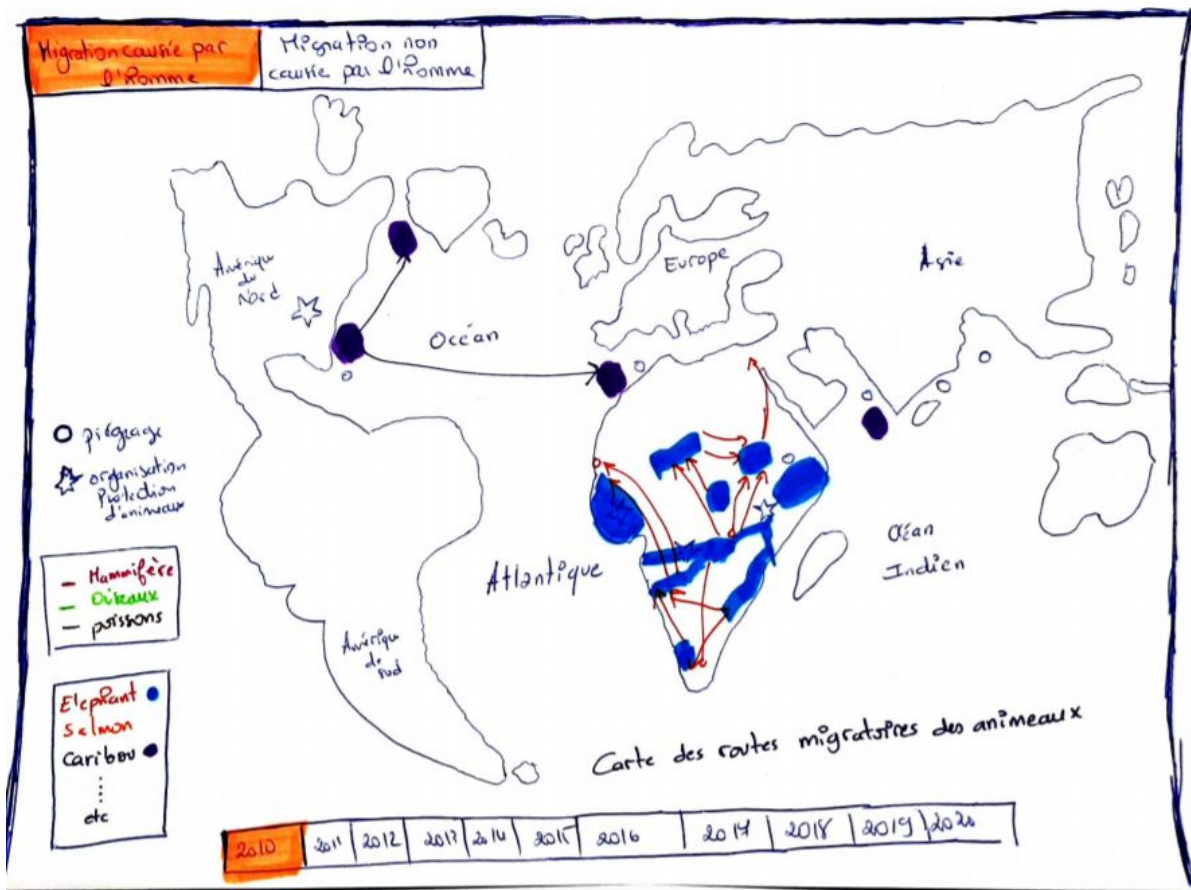 Migration causée par
l'homme
Migration non
causée par l'homme
Amérique
du
Nord
Océan
Europe
Asie
piégeage
organisation
Protection
d'animeaux
Mammifère
Oiseaux
poissons
Atlantique
Océan
Indien
Amérique
du
sud
Elephant
Salmon
Caribou
etc
Carte des routes migratoires des animeaux
2010 2011 2012 2013 2014 2015 2016 2017 2018 2019 2020